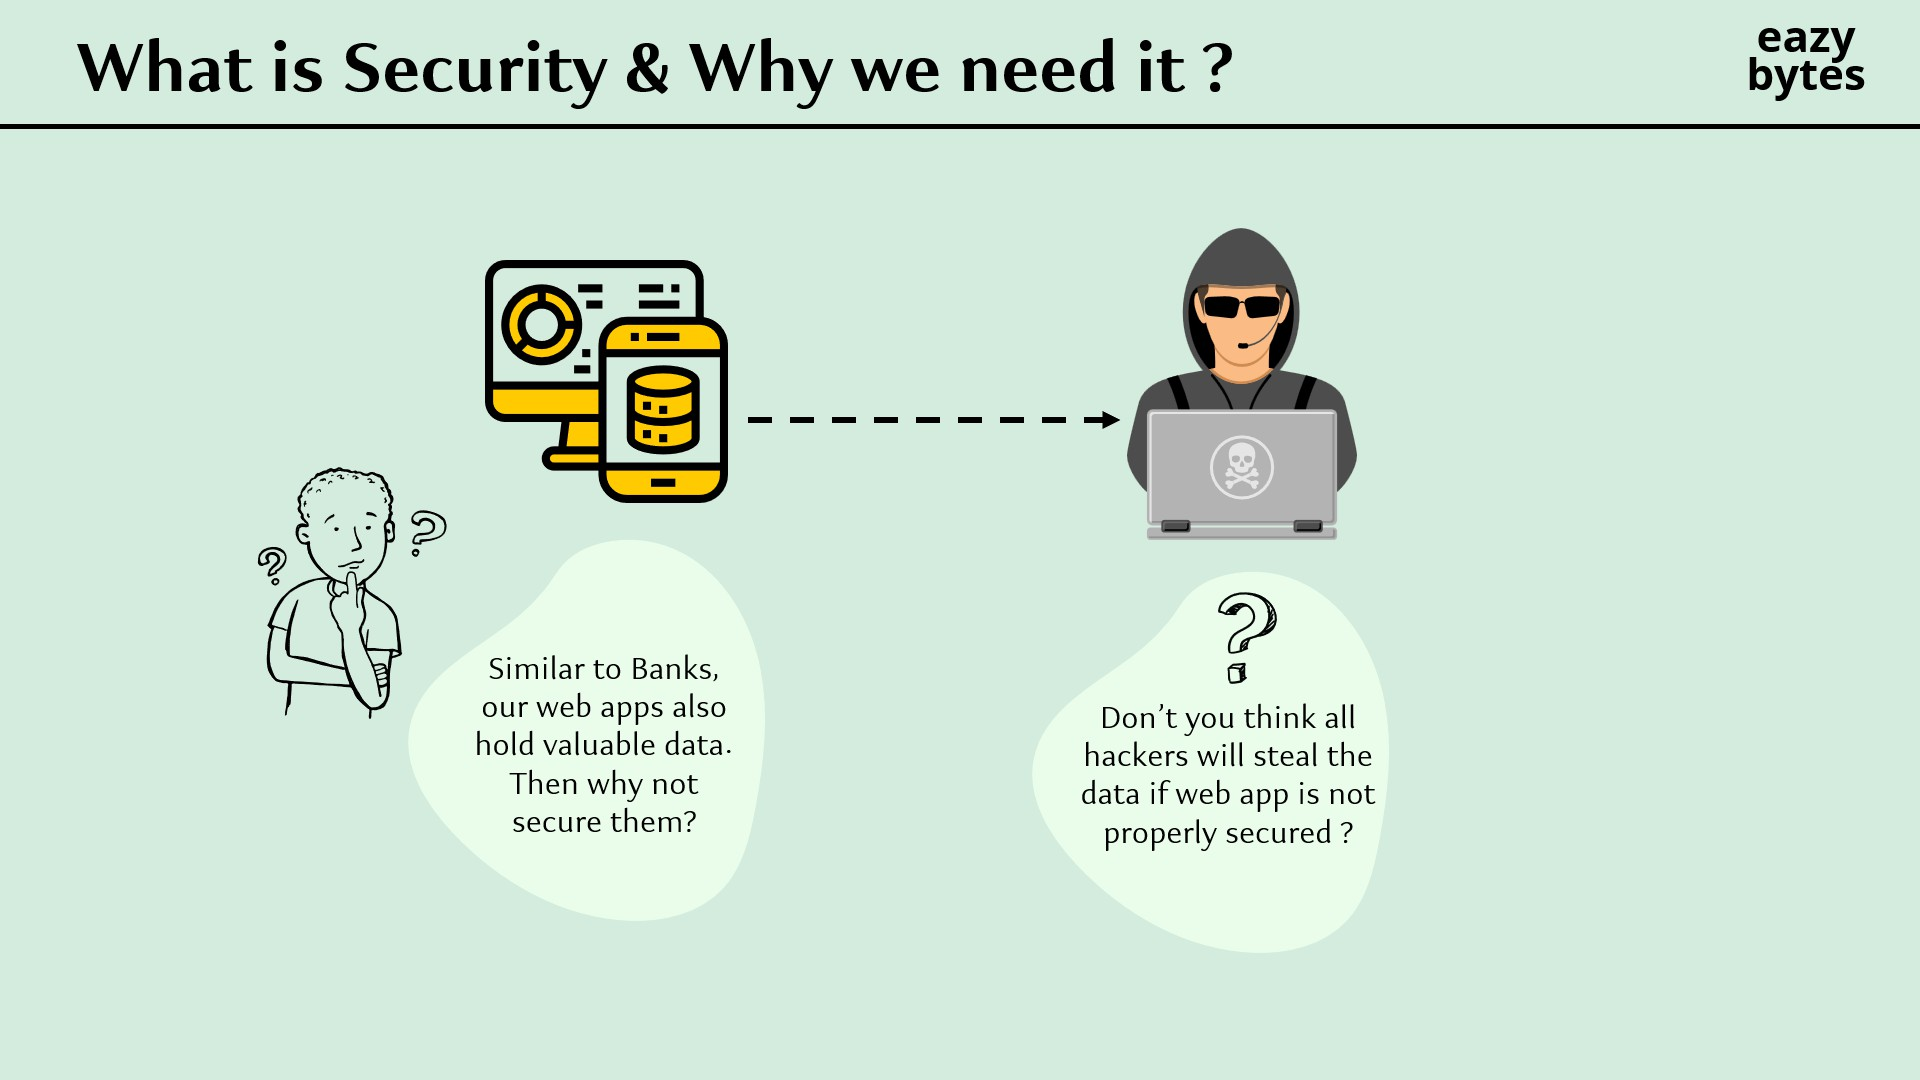 What is Security & Why we need it ?
eazy
bytes
Similar to Banks,
our web apps also
hold valuable data.
Then why not
secure them?
Don’t you think all
hackers will steal the
data if web app is not
properly secured ?